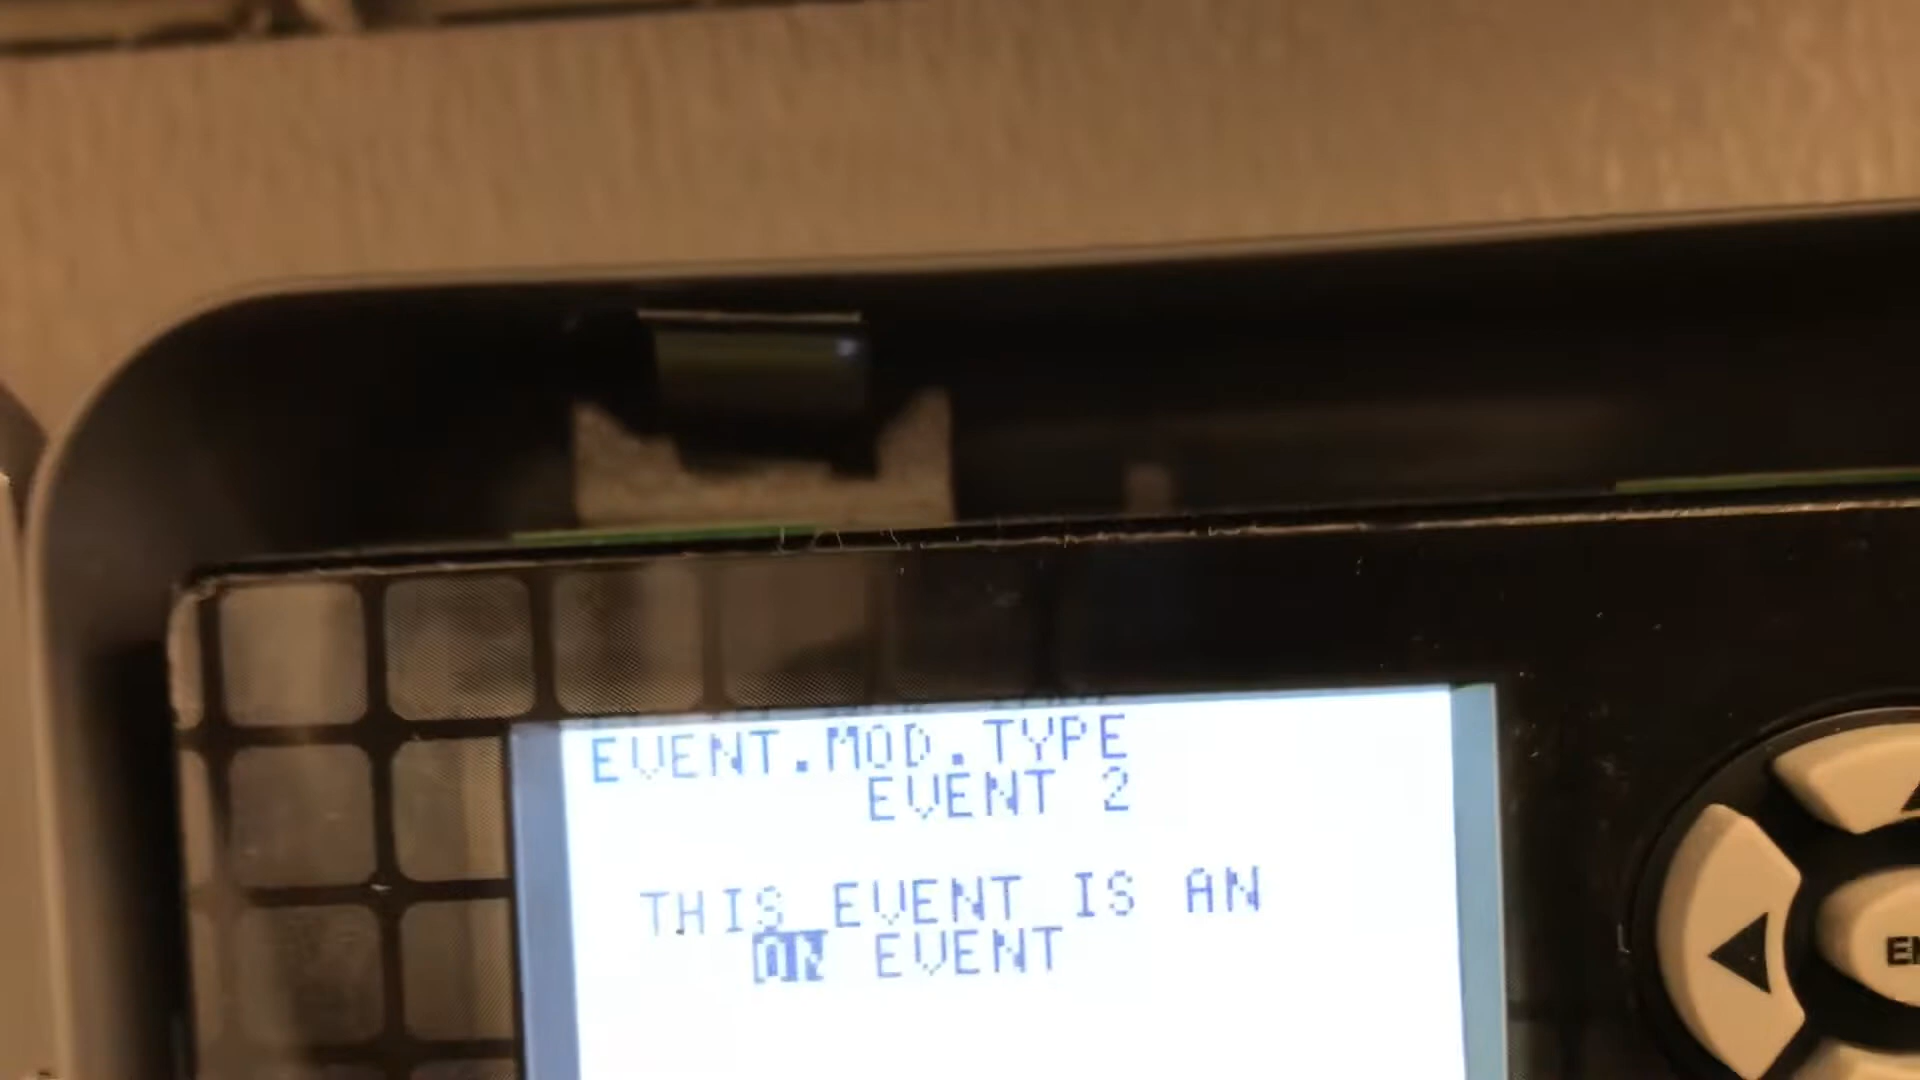 EVENT.MOD.TYPE
EVENT 2
THIS EVENT IS AN
ON EVENT